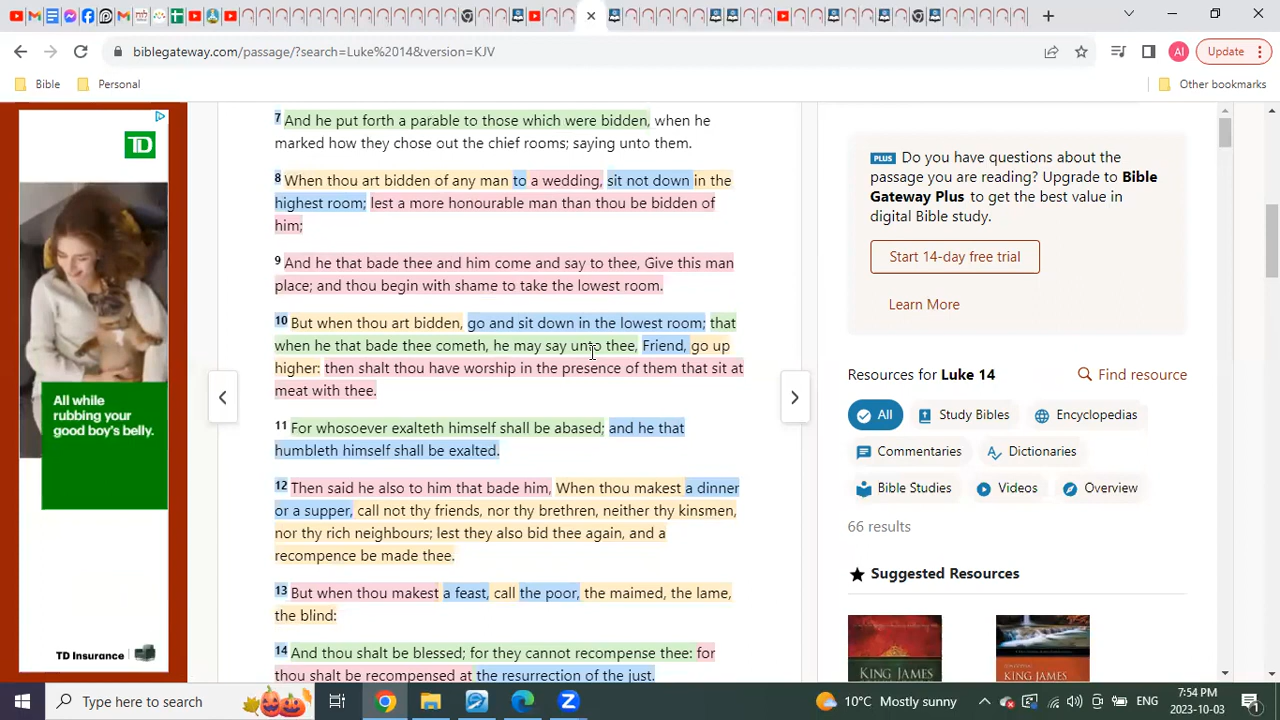 biblegateway.com/passage/?search=Luke%2014&version=KJV
AI
Update
Bible
Personal
Other bookmarks
TD
All while
rubbing your
good boy's belly.
TD Insurance
7 And he put forth a parable to those which were bidden, when he
marked how they chose out the chief rooms; saying unto them.
8 When thou art bidden of any man to a wedding, sit not down in the
highest room; lest a more honourable man than thou be bidden of
him;
9 And he that bade thee and him come and say to thee, Give this man
place; and thou begin with shame to take the lowest room.
10 But when thou art bidden, go and sit down in the lowest room; that
when he that bade thee cometh, he may say unto thee, Friend, go up
higher: then shalt thou have worship in the presence of them that sit at
meat with thee.
11 For whosoever exalteth himself shall be abased; and he that
humbleth himself shall be exalted.
12 Then said he also to him that bade him, When thou makest a dinner
or a supper, call not thy friends, nor thy brethren, neither thy kinsmen,
nor thy rich neighbours; lest they also bid thee again, and a
recompence be made thee.
13 But when thou makest a feast, call the poor, the maimed, the lame,
the blind:
14 And thou shalt be blessed; for they cannot recompense thee: for
thou shalt be recompensed at the resurrection of the just.
PLUS Do you have questions about the
passage you are reading? Upgrade to Bible
Gateway Plus to get the best value in
digital Bible study.
Start 14-day free trial
Learn More
Resources for Luke 14
Find resource
All
Study Bibles
Encyclopedias
Commentaries
Dictionaries
Bible Studies
Videos
Overview
66 results
Suggested Resources
KING JAMES
KING JAMES
Type here to search
10°C Mostly sunny
ENG
7:54 PM
2023-10-03